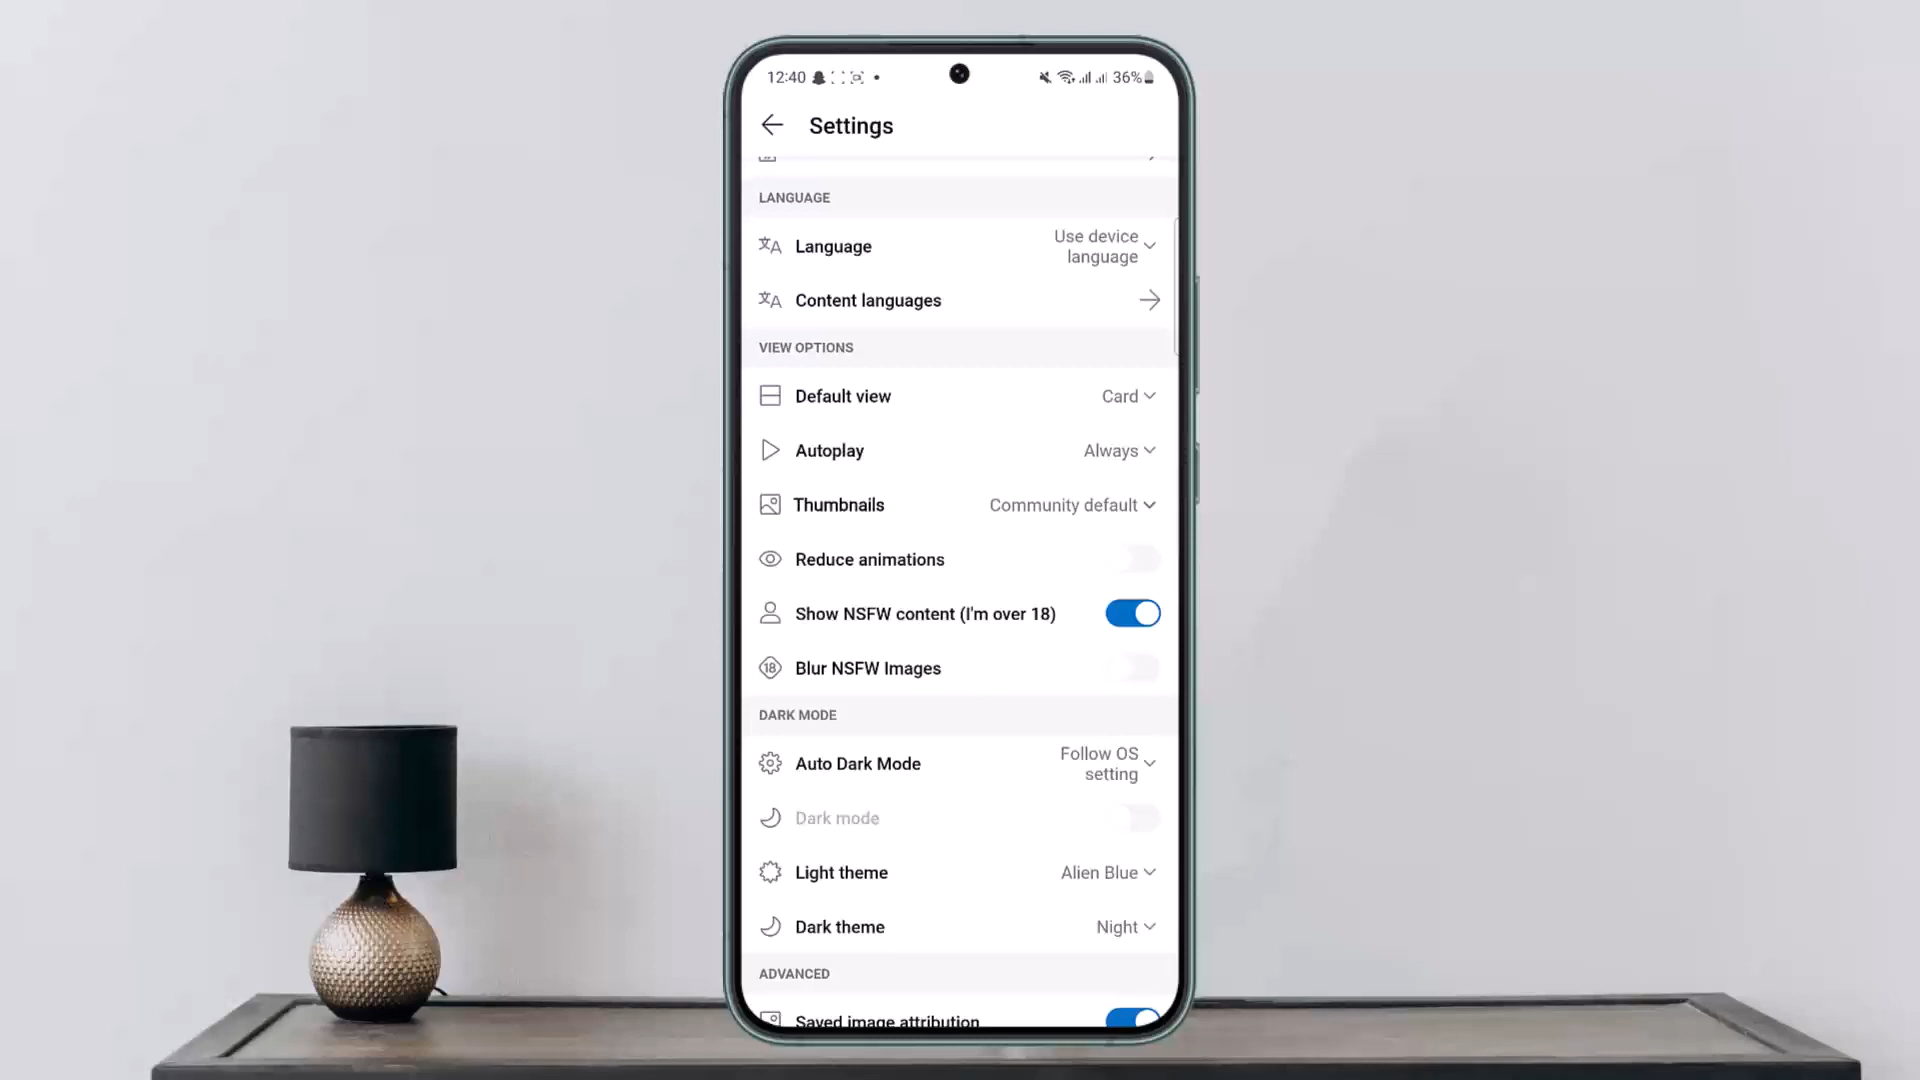 12:40 36%
Settings
LANGUAGE
Language Use device language
Content languages
VIEW OPTIONS
Default view Card
Autoplay Always
Thumbnails Community default
Reduce animations
Show NSFW content (I'm over 18)
18 Blur NSFW Images
DARK MODE
Auto Dark Mode Follow OS setting
Dark mode
Light theme Alien Blue
Dark theme Night
ADVANCED
Saved image attribution